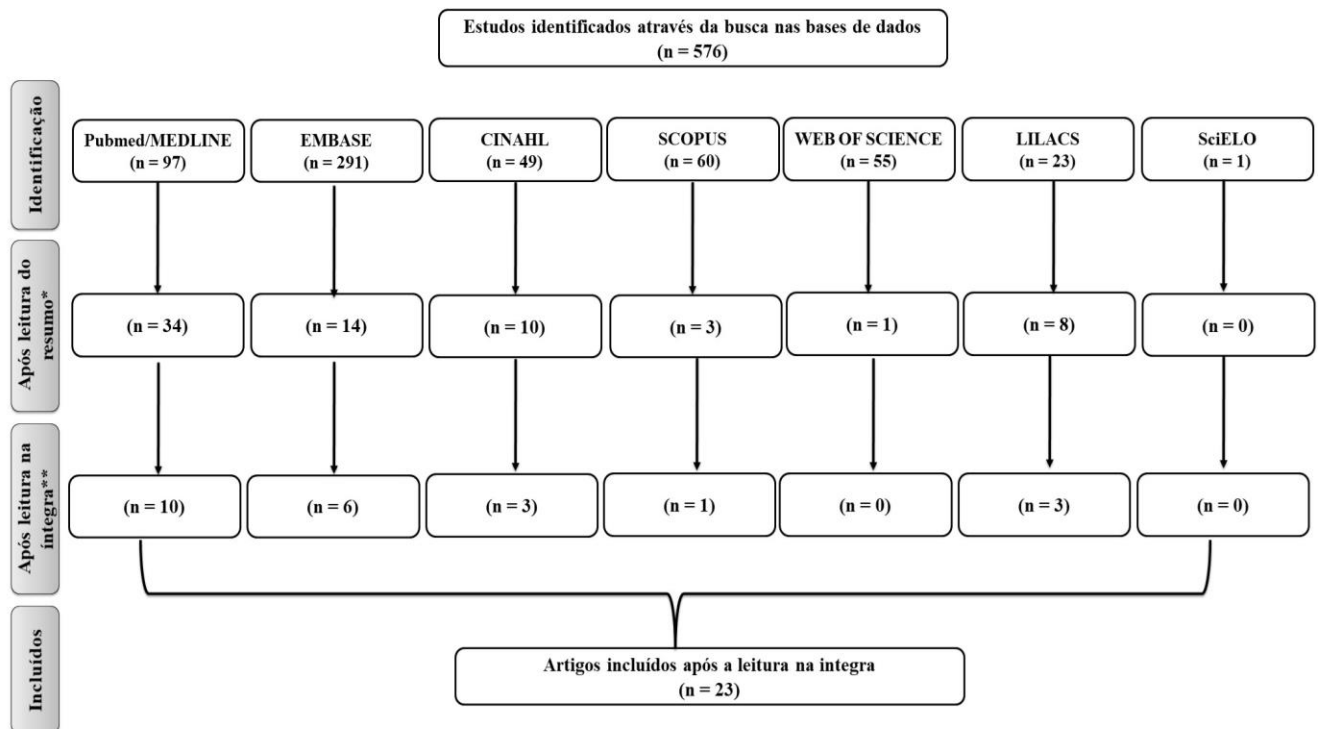 Estudos identificados através da busca nas bases de dados
(n = 576)
Identificação
Pubmed/MEDLINE
(n = 97)
EMBASE
(n = 291)
CINAHL
(n = 49)
SCOPUS
(n = 60)
WEB OF SCIENCE
(n = 55)
LILACS
(n = 23)
SciELO
(n = 1)
Após leitura do
resumo*
(n = 34)
(n = 14)
(n = 10)
(n = 3)
(n = 1)
(n = 8)
(n = 0)
Após leitura na
íntegra**
(n = 10)
(n = 6)
(n = 3)
(n = 1)
(n = 0)
(n = 3)
(n = 0)
Incluídos
Artigos incluídos após a leitura na integra
(n = 23)